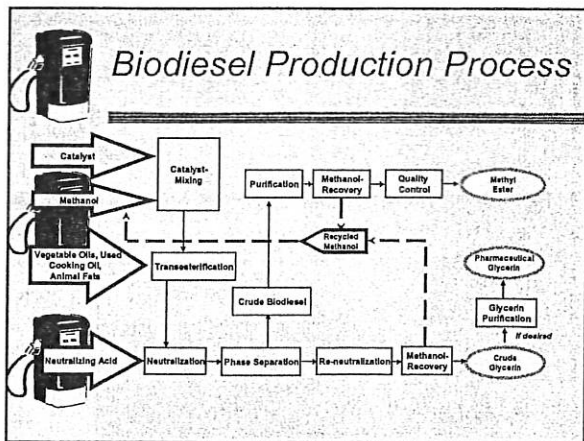 Biodiesel Production Process
Catalyst
Catalyst-
Mixing
Methanol
Purification
Methanol-
Recovery
Quality
Control
Methyl
Ester
Recycled
Methanol
Vegetable Oils, Used
Cooking Oil,
Animal Fats
Transesterification
Pharmaceutical
Glycerin
Crude Biodiesel
Glycerin
Purification
If desired
Neutralizing Acid
Neutralization
Phase Separation
Re-neutralization
Methanol-
Recovery
Crude
Glycerin